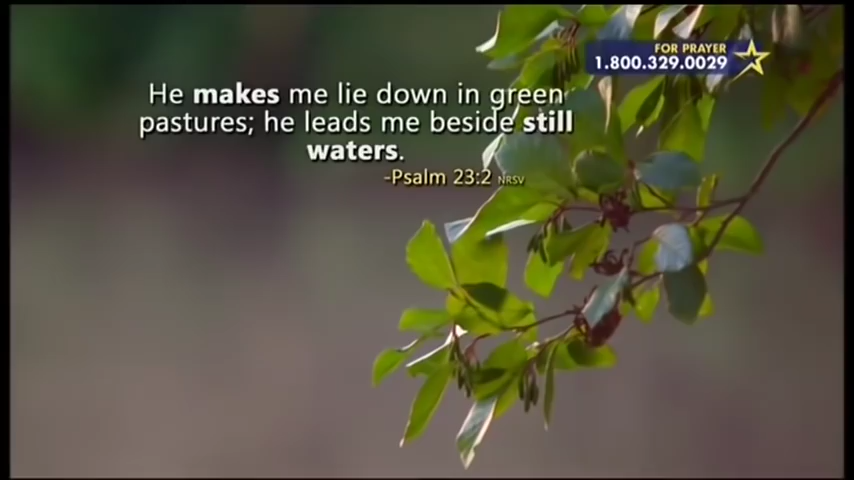 FOR PRAYER
1.800.329.0029
He makes me lie down in green
pastures; he leads me beside still
waters.
-Psalm 23:2 NRSV